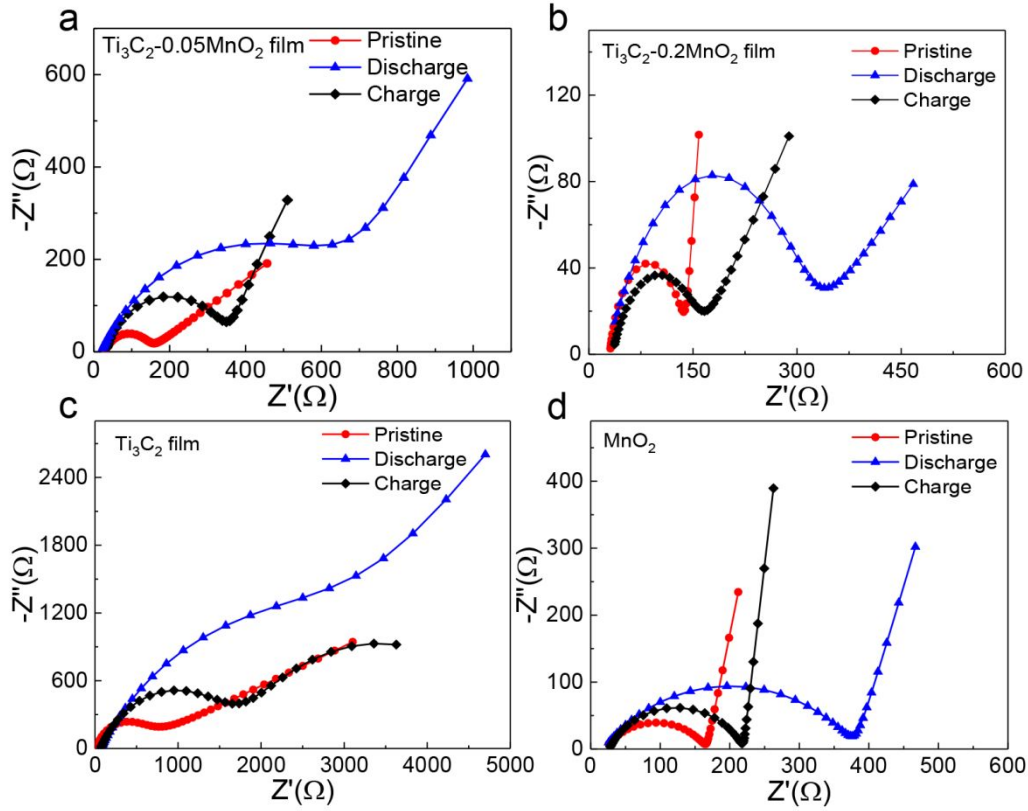 a
Ti₃C₂-0.05MnO₂ film
Pristine
Discharge
Charge
600
400
200
0
-Z''(Ω)
0 200 400 600 800 1000
Z'(Ω)
b
Ti₃C₂-0.2MnO₂ film
Pristine
Discharge
Charge
120
80
40
0
-Z''(Ω)
0 150 300 450 600
Z'(Ω)
c
Ti₃C₂ film
Pristine
Discharge
Charge
2400
1800
1200
600
0
-Z''(Ω)
0 1000 2000 3000 4000 5000
Z'(Ω)
d
MnO₂
Pristine
Discharge
Charge
400
300
200
100
0
-Z''(Ω)
0 100 200 300 400 500 600
Z'(Ω)